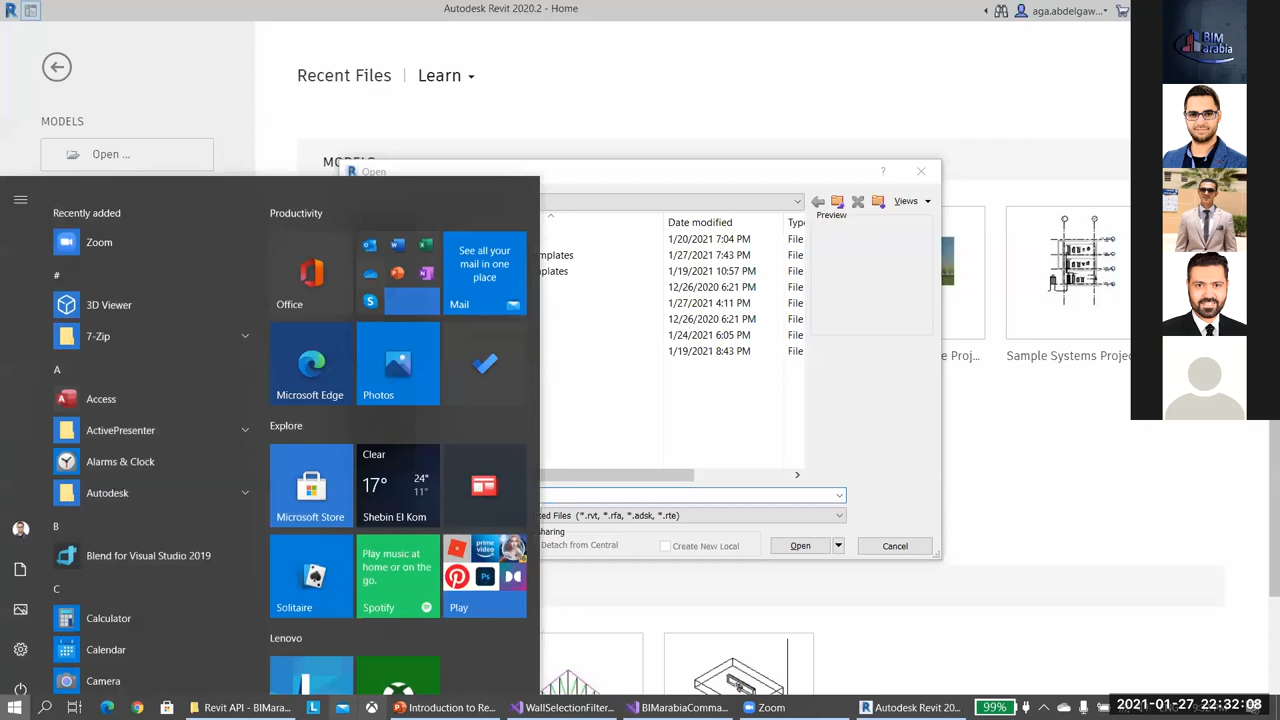 Autodesk Revit 2020.2 - Home
aga.abdelgaw...
Recent Files
Learn
MODELS
Open ...
MODELS
Open
?
Views
Date modified
Type
Preview
1/20/2021 7:04 PM File
mplates 1/27/2021 7:43 PM File
plates 1/19/2021 10:57 PM File
12/26/2020 6:21 PM File
1/27/2021 4:11 PM File
12/26/2020 6:21 PM File
1/24/2021 6:05 PM File
1/19/2021 8:43 PM File
ted Files (*.rvt, *.rfa, *.adsk, *.rte)
haring
Detach from Central
Create New Local
Open
Cancel
e Proj...
Sample Systems Projec
BIM
arabia
Recently added
Zoom
#
3D Viewer
7-Zip
A
Access
ActivePresenter
Alarms & Clock
Autodesk
B
Blend for Visual Studio 2019
C
Calculator
Calendar
Camera
Productivity
Office
See all your
mail in one
place
Mail
Microsoft Edge
Photos
Explore
Microsoft Store
Clear
17° 24°
11°
Shebin El Kom
Solitaire
Play music at
home or on the
go.
Spotify
prime video
Ps
Play
Lenovo
Revit API - BIMara...
L
Introduction to Re...
WallSelectionFilter...
BIMarabiaComma...
Zoom
Autodesk Revit 20...
99%
2021-01-27 22:32:08